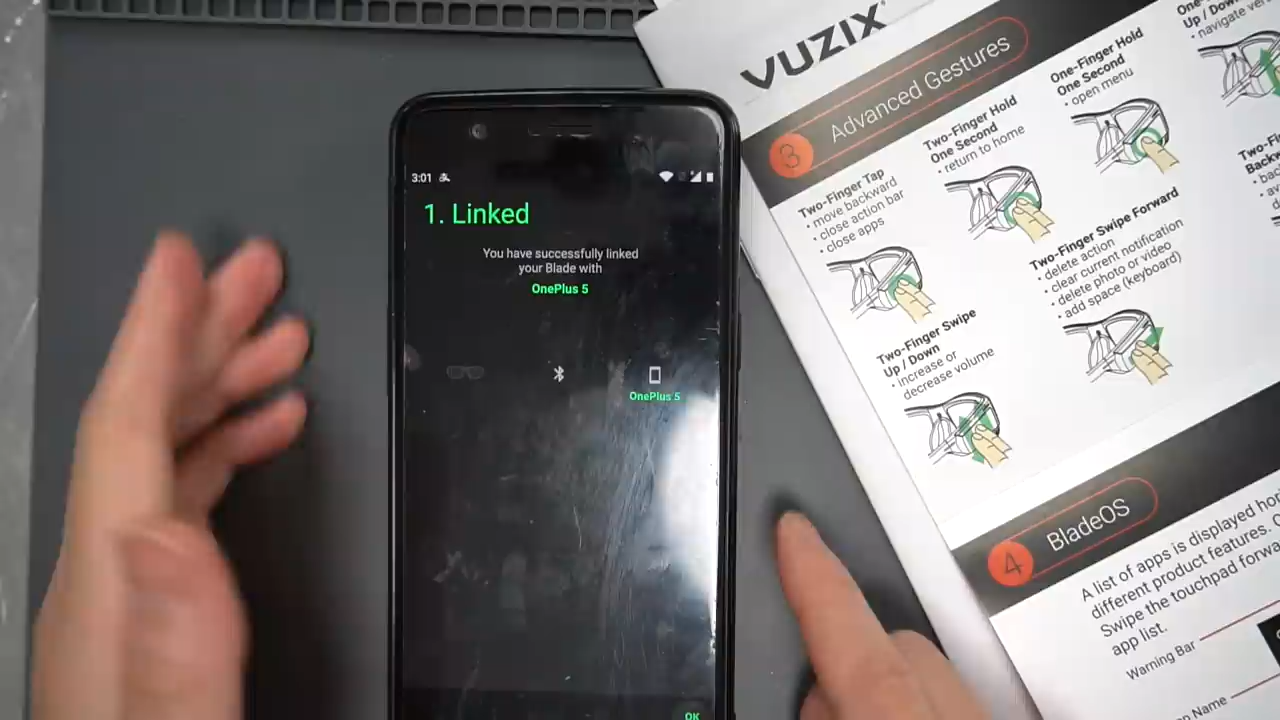 3:01
1. Linked
You have successfully linked
your Blade with
OnePlus 5
OnePlus 5
OK
VUZIX
3
Advanced Gestures
Two-Finger Tap
• move backward
• close action bar
• close apps
Two-Finger Hold
One Second
• return to home
One-Finger Hold
One Second
• open menu
Up / Down
• navigate
Two-Finger Swipe
Up / Down
• increase or
decrease volume
Two-Finger Swipe Forward
• delete action
• clear current notification
• delete photo or video
• add space (keyboard)
4
BladeOS
A list of apps is displayed
different product features.
Swipe the touchpad
app list.
Warning Bar
Name